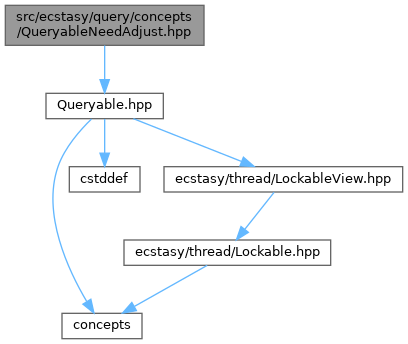 src/ecstasy/query/concepts
/QueryableNeedAdjust.hpp
Queryable.hpp
cstddef
ecstasy/thread/LockableView.hpp
ecstasy/thread/Lockable.hpp
concepts